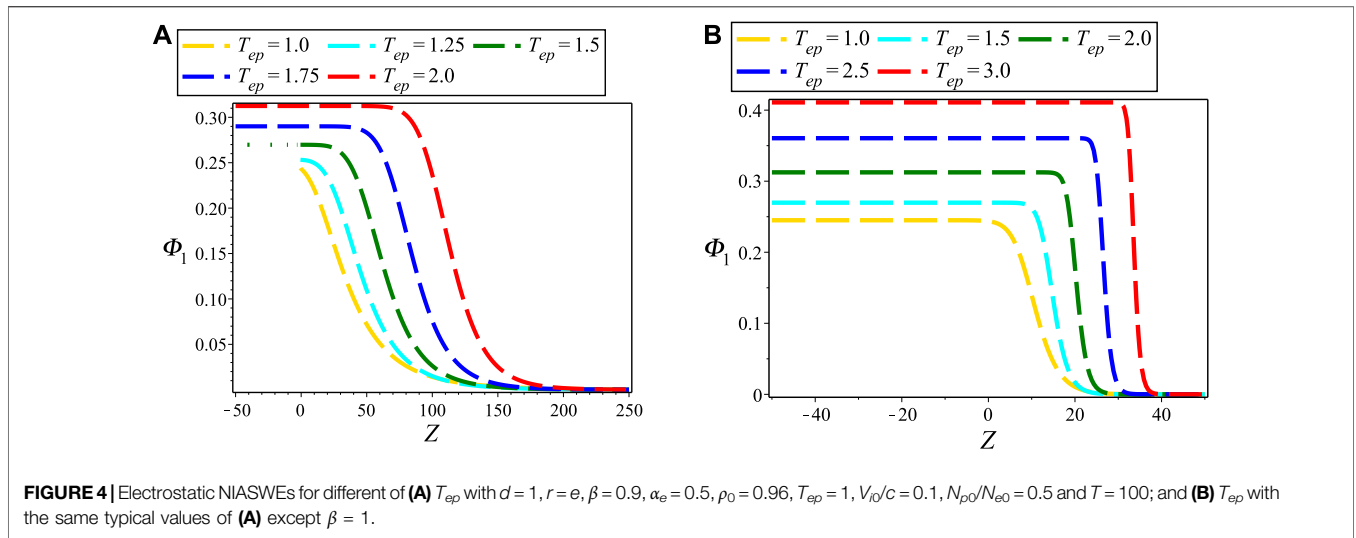 A
T_ep = 1.0 T_ep = 1.25 T_ep = 1.5
T_ep = 1.75 T_ep = 2.0
0.30
0.25
0.20
Φ₁ 0.15
0.10
0.05
−50 0 50 100 150 200 250
Z
B
T_ep = 1.0 T_ep = 1.5 T_ep = 2.0
T_ep = 2.5 T_ep = 3.0
0.4
0.3
Φ₁ 0.2
0.1
0
−40 −20 0 20 40
Z
FIGURE 4 | Electrostatic NIASWEs for different of (A) T_ep with d = 1, r = e, β = 0.9, α_e = 0.5, ρ_0 = 0.96, T_ep = 1, V_i0/c = 0.1, N_p0/N_e0 = 0.5 and T = 100; and (B) T_ep with
the same typical values of (A) except β = 1.